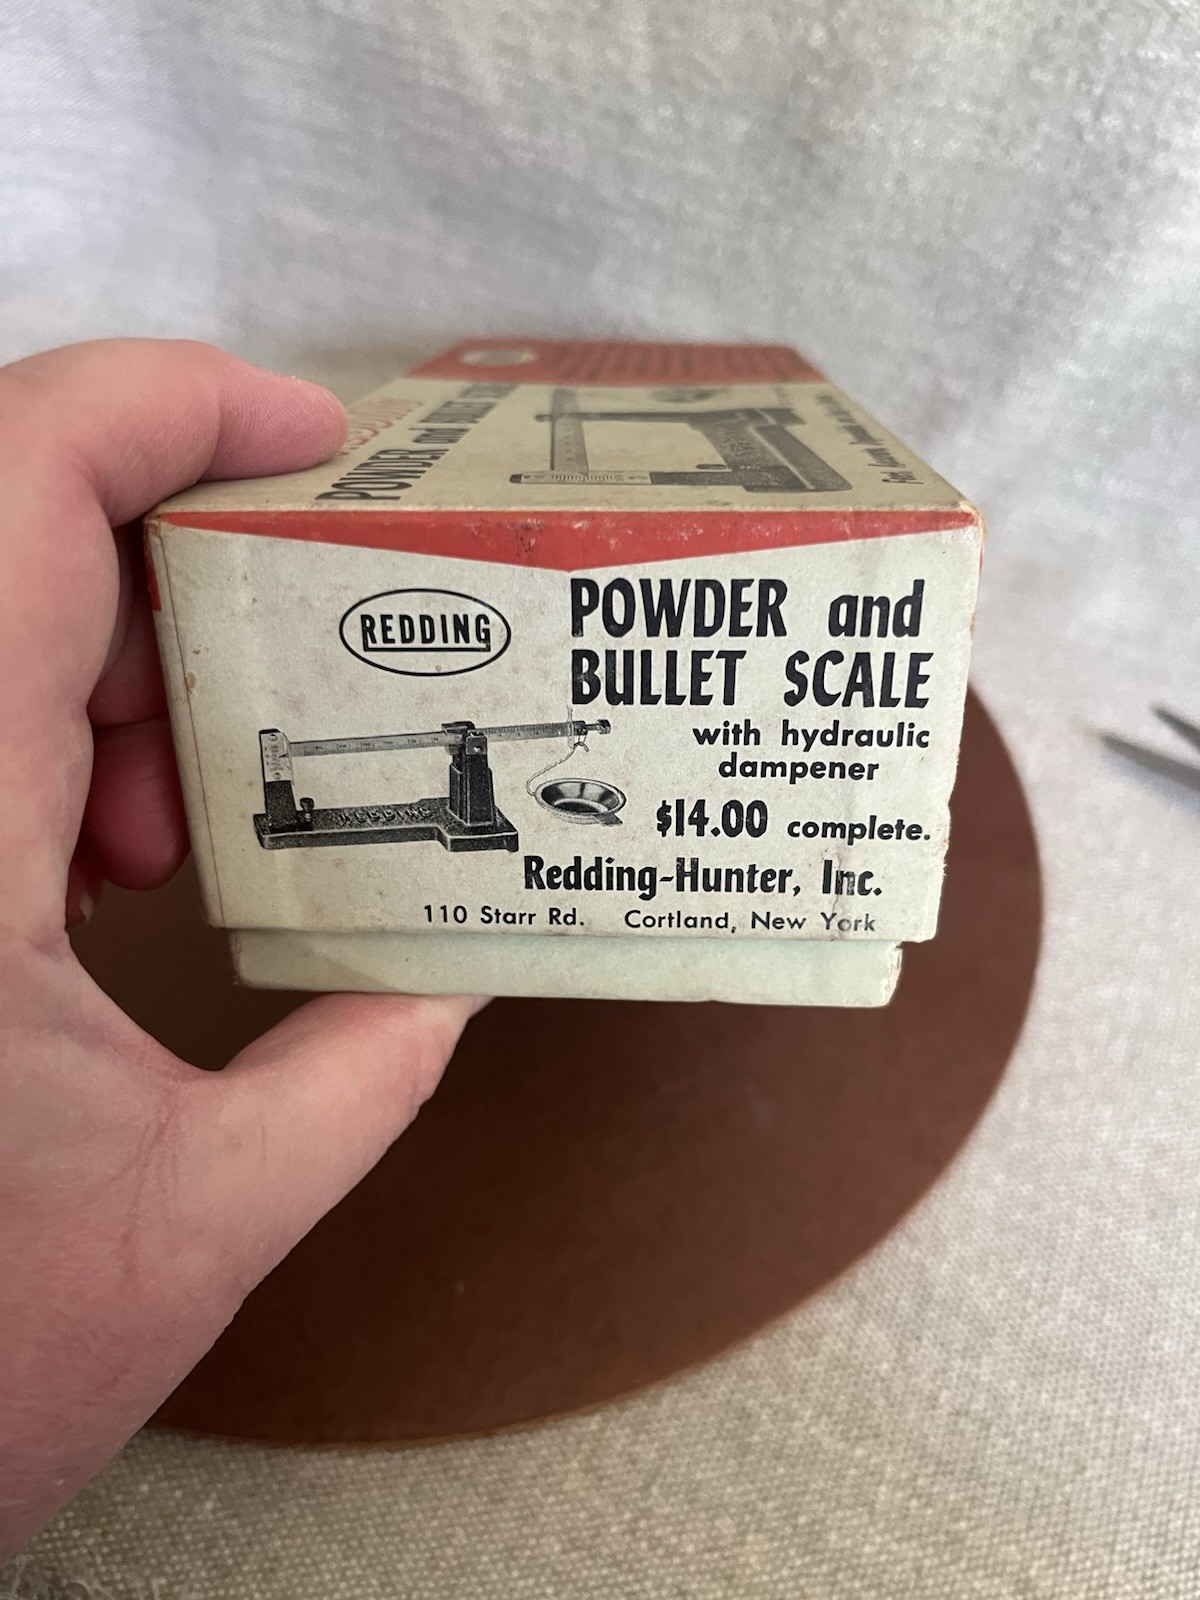 POWDER and BULLET
REDDING
POWDER and
BULLET SCALE
with hydraulic
dampener
$14.00 complete.
REDDING
Redding-Hunter, Inc.
110 Starr Rd. Cortland, New York